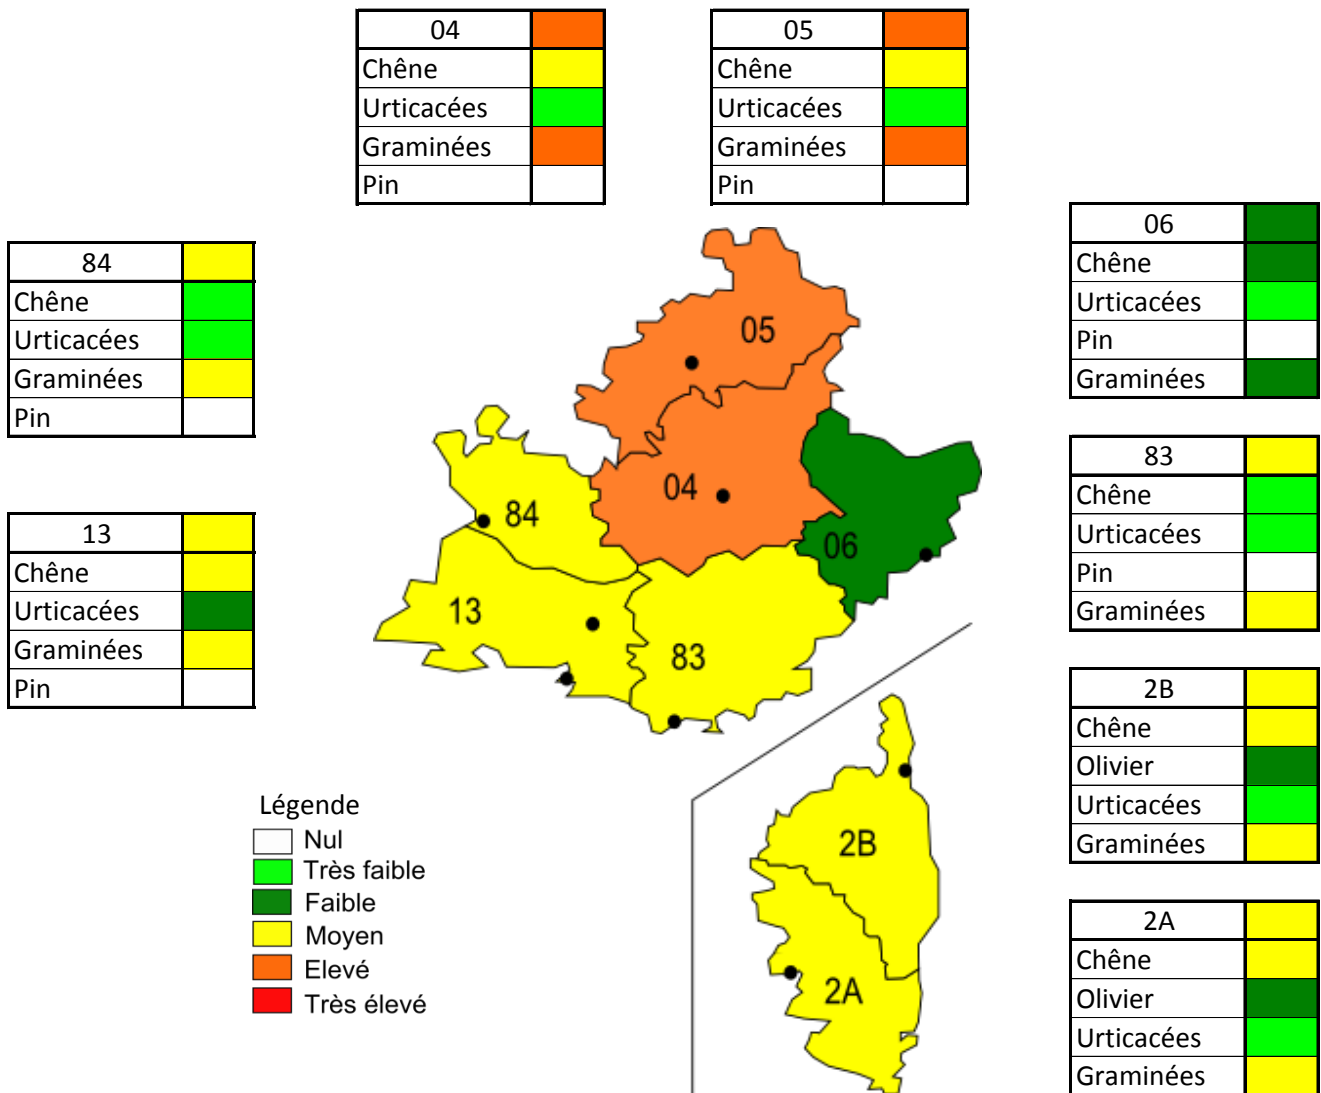 04
Chêne
Urticacées
Graminées
Pin
05
Chêne
Urticacées
Graminées
Pin
84
Chêne
Urticacées
Graminées
Pin
13
Chêne
Urticacées
Graminées
Pin
06
Chêne
Urticacées
Pin
Graminées
83
Chêne
Urticacées
Pin
Graminées
2B
Chêne
Olivier
Urticacées
Graminées
2A
Chêne
Olivier
Urticacées
Graminées
05
04
84
06
13
83
2B
2A
Légende
Nul
Très faible
Faible
Moyen
Elevé
Très élevé